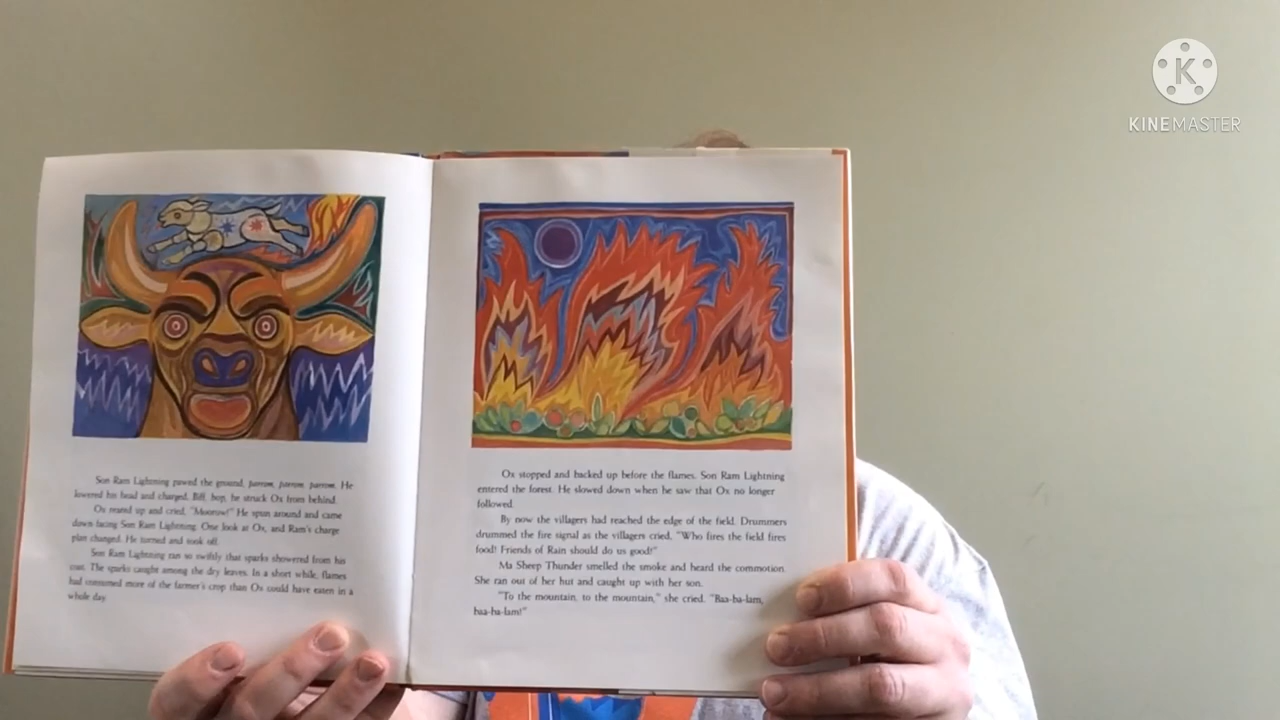 KINEMASTER
Son Ram Lightning pawed the ground, parrom, parrom, parrom. He
lowered his head and charged. Biff, bop, he struck Ox from behind.
Ox reared up and cried, "Moorow!" He spun around and came
down facing Son Ram Lightning. One look at Ox, and Ram's charge
plan changed. He turned and took off.
Son Ram Lightning ran so swiftly that sparks showered from his
coat. The sparks caught among the dry leaves. In a short while, flames
had consumed more of the farmer's crop than Ox could have eaten in a
whole day.
Ox stopped and backed up before the flames. Son Ram Lightning
entered the forest. He slowed down when he saw that Ox no longer
followed.
By now the villagers had reached the edge of the field. Drummers
drummed the fire signal as the villagers cried, "Who fires the field fires
food! Friends of Rain should do us good!"
Ma Sheep Thunder smelled the smoke and heard the commotion.
She ran out of her hut and caught up with her son.
"To the mountain, to the mountain," she cried. "Baa-ba-lam,
baa-ba-lam!"